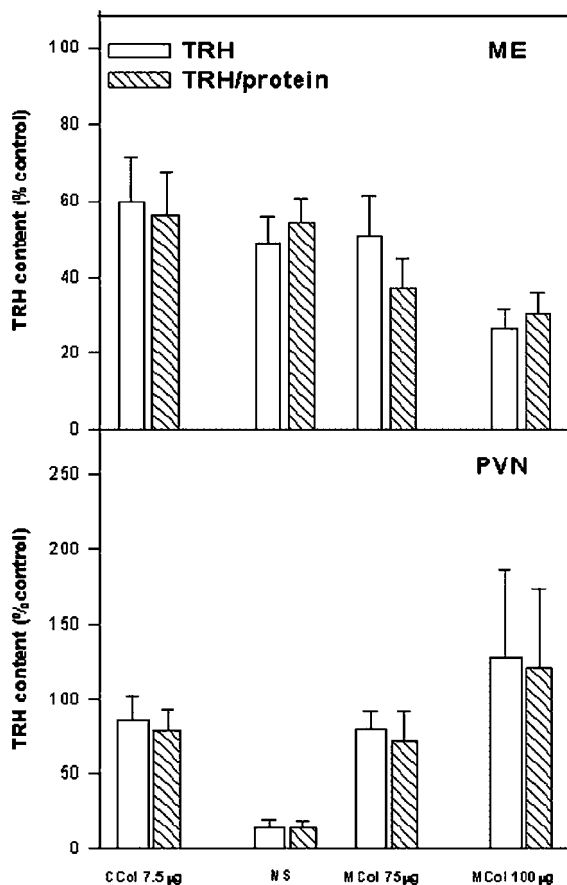 100
TRH
ME
TRH/protein
80
60
40
20
0
TRH content (% control)
PVN
250
200
150
100
50
0
TRH content (% control)
CCol 7.5 µg
NS
MCol 75 µg
MCol 100 µg